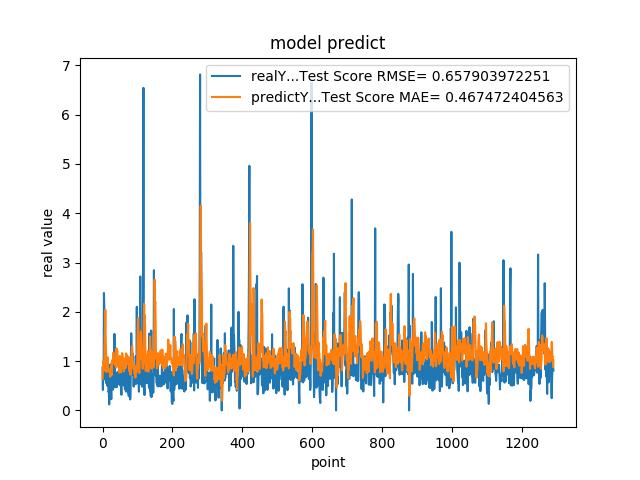 model predict
realY...Test Score RMSE= 0.657903972251
predictY...Test Score MAE= 0.467472404563
7
6
5
4
3
2
1
0
real value
0 200 400 600 800 1000 1200
point